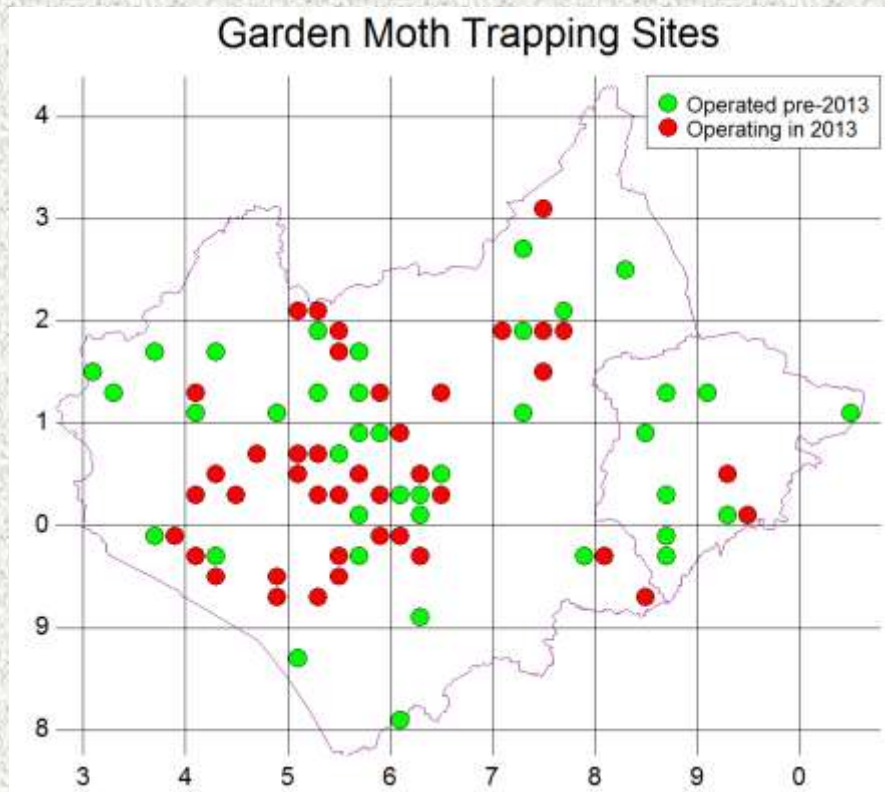 Garden Moth Trapping Sites
Operated pre-2013
Operating in 2013
4
3
2
1
0
9
8
3 4 5 6 7 8 9 0